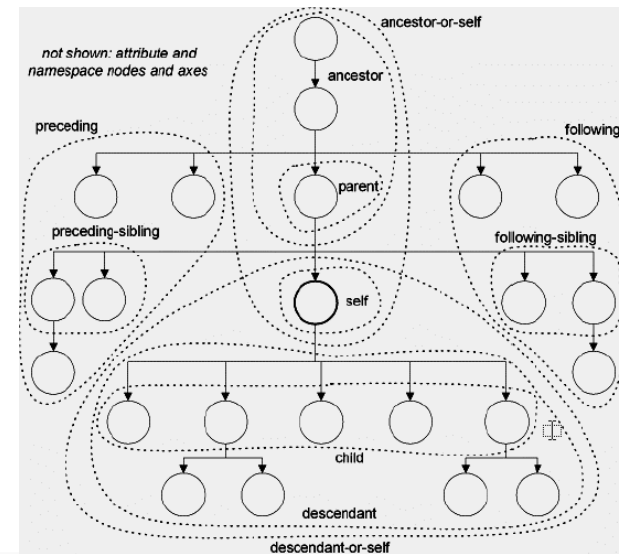 ancestor-or-self
not shown: attribute and
namespace nodes and axes
ancestor
preceding
following
parent
preceding-sibling
following-sibling
self
child
descendant
descendant-or-self